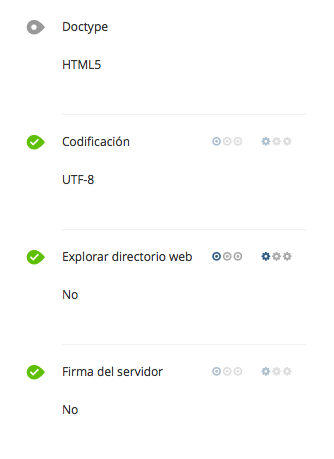 Doctype
HTML5
Codificación
UTF-8
Explorar directorio web
No
Firma del servidor
No